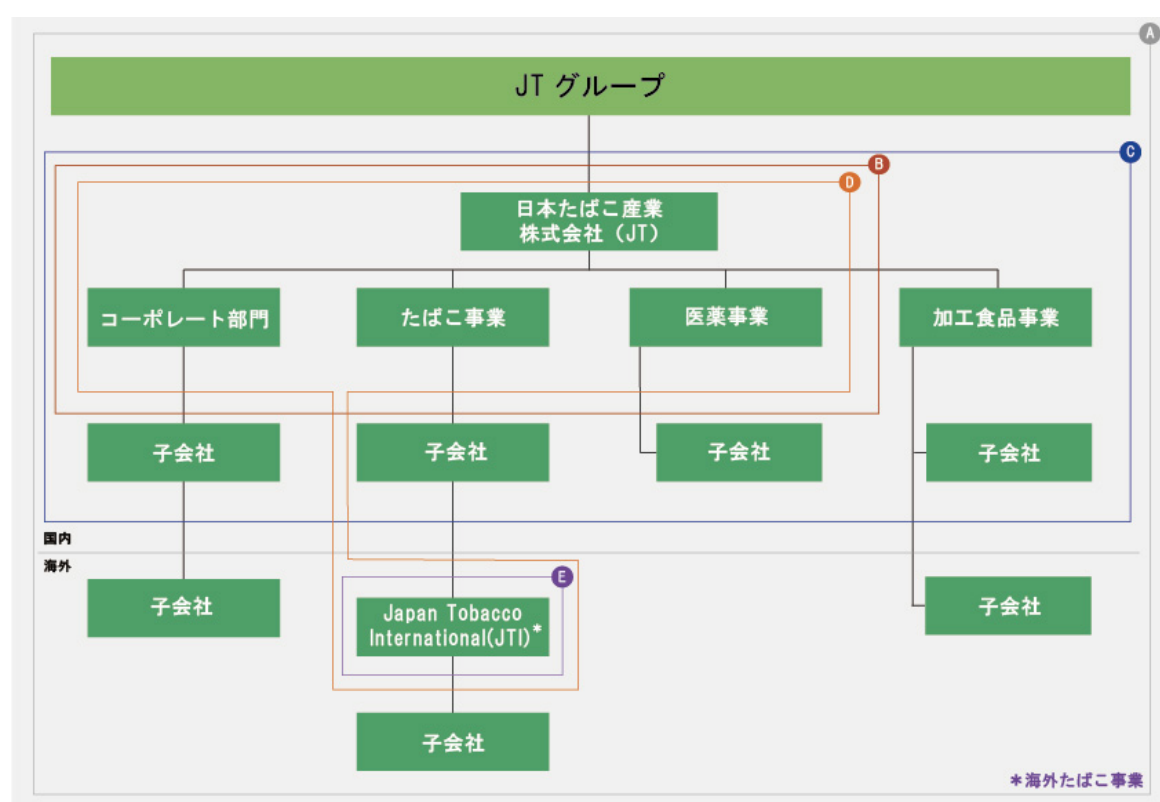 A
JT グループ
C
B
D
日本たばこ産業
株式会社（JT）
コーポレート部門
たばこ事業
医薬事業
加工食品事業
子会社
子会社
子会社
子会社
国内
海外
E
子会社
Japan Tobacco
International(JTI)*
子会社
子会社
*海外たばこ事業